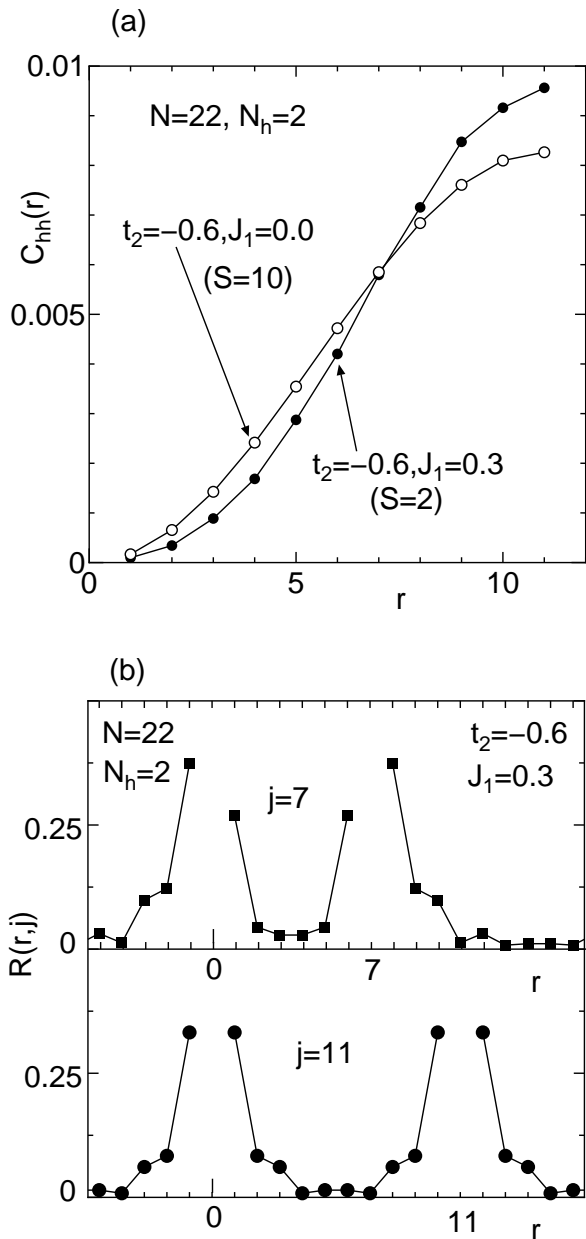 (a)
0.01
N=22, N_h=2
C_hh(r)
t_2=−0.6,J_1=0.0
(S=10)
0.005
t_2=−0.6,J_1=0.3
(S=2)
0
0 5 10
r
(b)
N=22 t_2=−0.6
N_h=2 J_1=0.3
j=7
0.25
R(r,j)
0
0 7 r
j=11
0.25
0
0 11 r